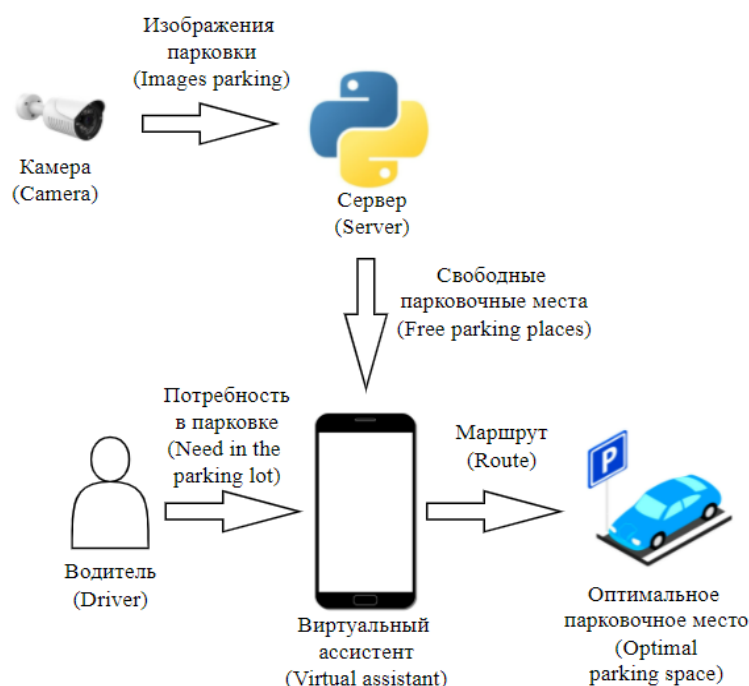 Изображения
парковки
(Images parking)
Камера
(Camera)
Сервер
(Server)
Свободные
парковочные места
(Free parking places)
Потребность
в парковке
(Need in the
parking lot)
Маршрут
(Route)
P
Водитель
(Driver)
Виртуальный
ассистент
(Virtual assistant)
Оптимальное
парковочное место
(Optimal
parking space)